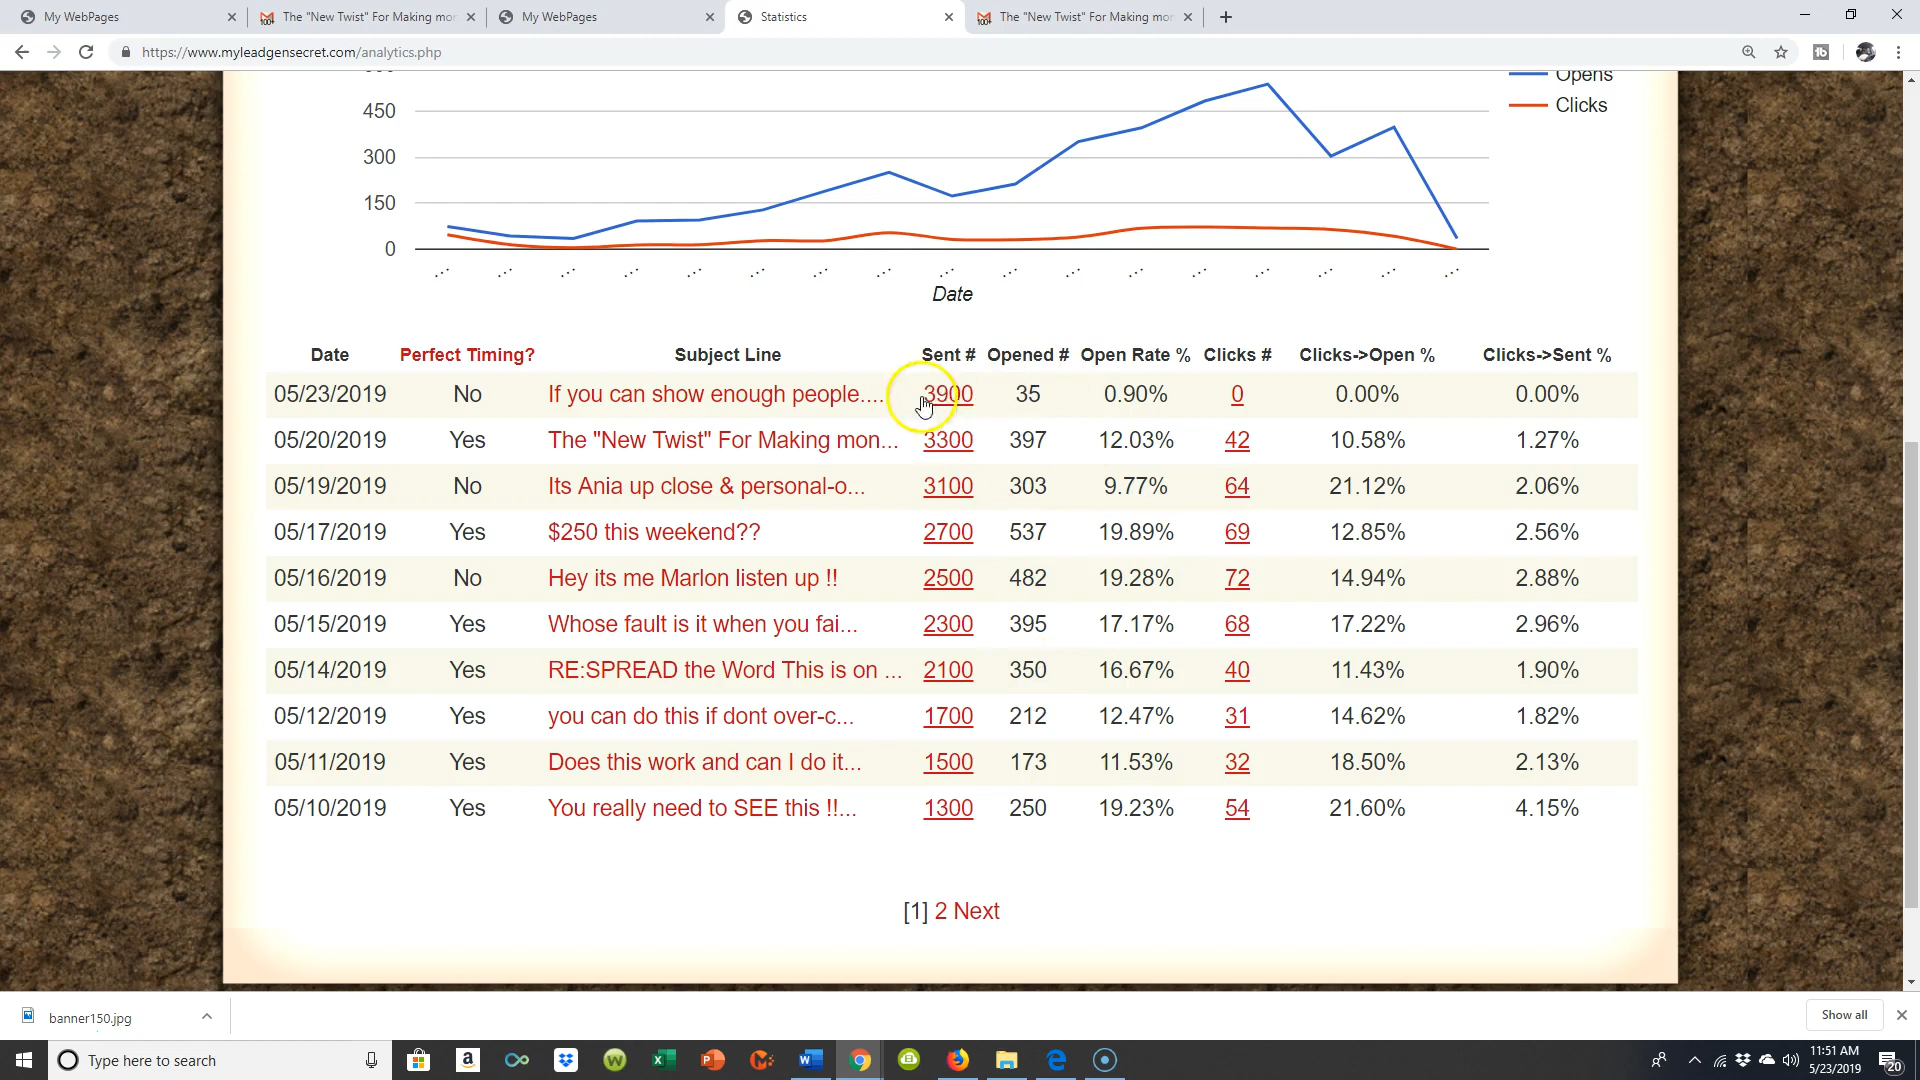 My WebPages
The "New Twist" For Making mor
My WebPages
Statistics
The "New Twist" For Making mor
https://www.myleadgensecret.com/analytics.php
Opens
Clicks
450
300
150
0
Date
Date Perfect Timing? Subject Line Sent # Opened # Open Rate % Clicks # Clicks->Open % Clicks->Sent %
05/23/2019 No If you can show enough people.... 3900 35 0.90% 0 0.00% 0.00%
05/20/2019 Yes The "New Twist" For Making mon... 3300 397 12.03% 42 10.58% 1.27%
05/19/2019 No Its Ania up close & personal-o... 3100 303 9.77% 64 21.12% 2.06%
05/17/2019 Yes $250 this weekend?? 2700 537 19.89% 69 12.85% 2.56%
05/16/2019 No Hey its me Marlon listen up !! 2500 482 19.28% 72 14.94% 2.88%
05/15/2019 Yes Whose fault is it when you fai... 2300 395 17.17% 68 17.22% 2.96%
05/14/2019 Yes RE:SPREAD the Word This is on ... 2100 350 16.67% 40 11.43% 1.90%
05/12/2019 Yes you can do this if dont over-c... 1700 212 12.47% 31 14.62% 1.82%
05/11/2019 Yes Does this work and can I do it... 1500 173 11.53% 32 18.50% 2.13%
05/10/2019 Yes You really need to SEE this !!... 1300 250 19.23% 54 21.60% 4.15%
[1] 2 Next
banner150.jpg
Show all
Type here to search
11:51 AM
5/23/2019
20